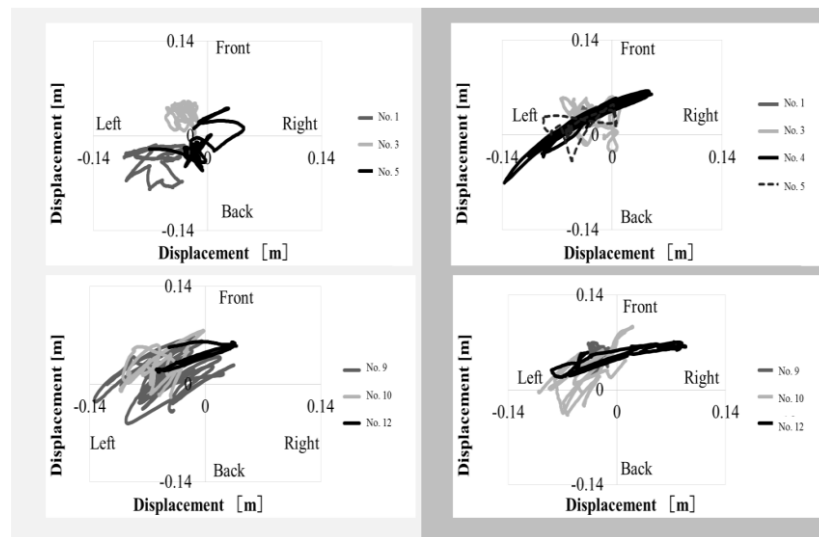 0.14
Front
Displacement [m]
Left
Right
0
-0.14
0
0.14
Back
-0.14
Displacement [m]
No. 1
No. 3
No. 5
0.14
Front
Displacement [m]
Left
Right
0
-0.14
0.14
Back
-0.14
Displacement [m]
No. 1
No. 3
No. 4
No. 5
0.14
Front
Displacement [m]
0
-0.14
0
0.14
Left
Right
Back
-0.14
Displacement [m]
No. 9
No. 10
No. 12
0.14
Front
Displacement [m]
Left
Right
0
-0.14
0
0.14
Back
-0.14
Displacement [m]
No. 9
No. 10
No. 12